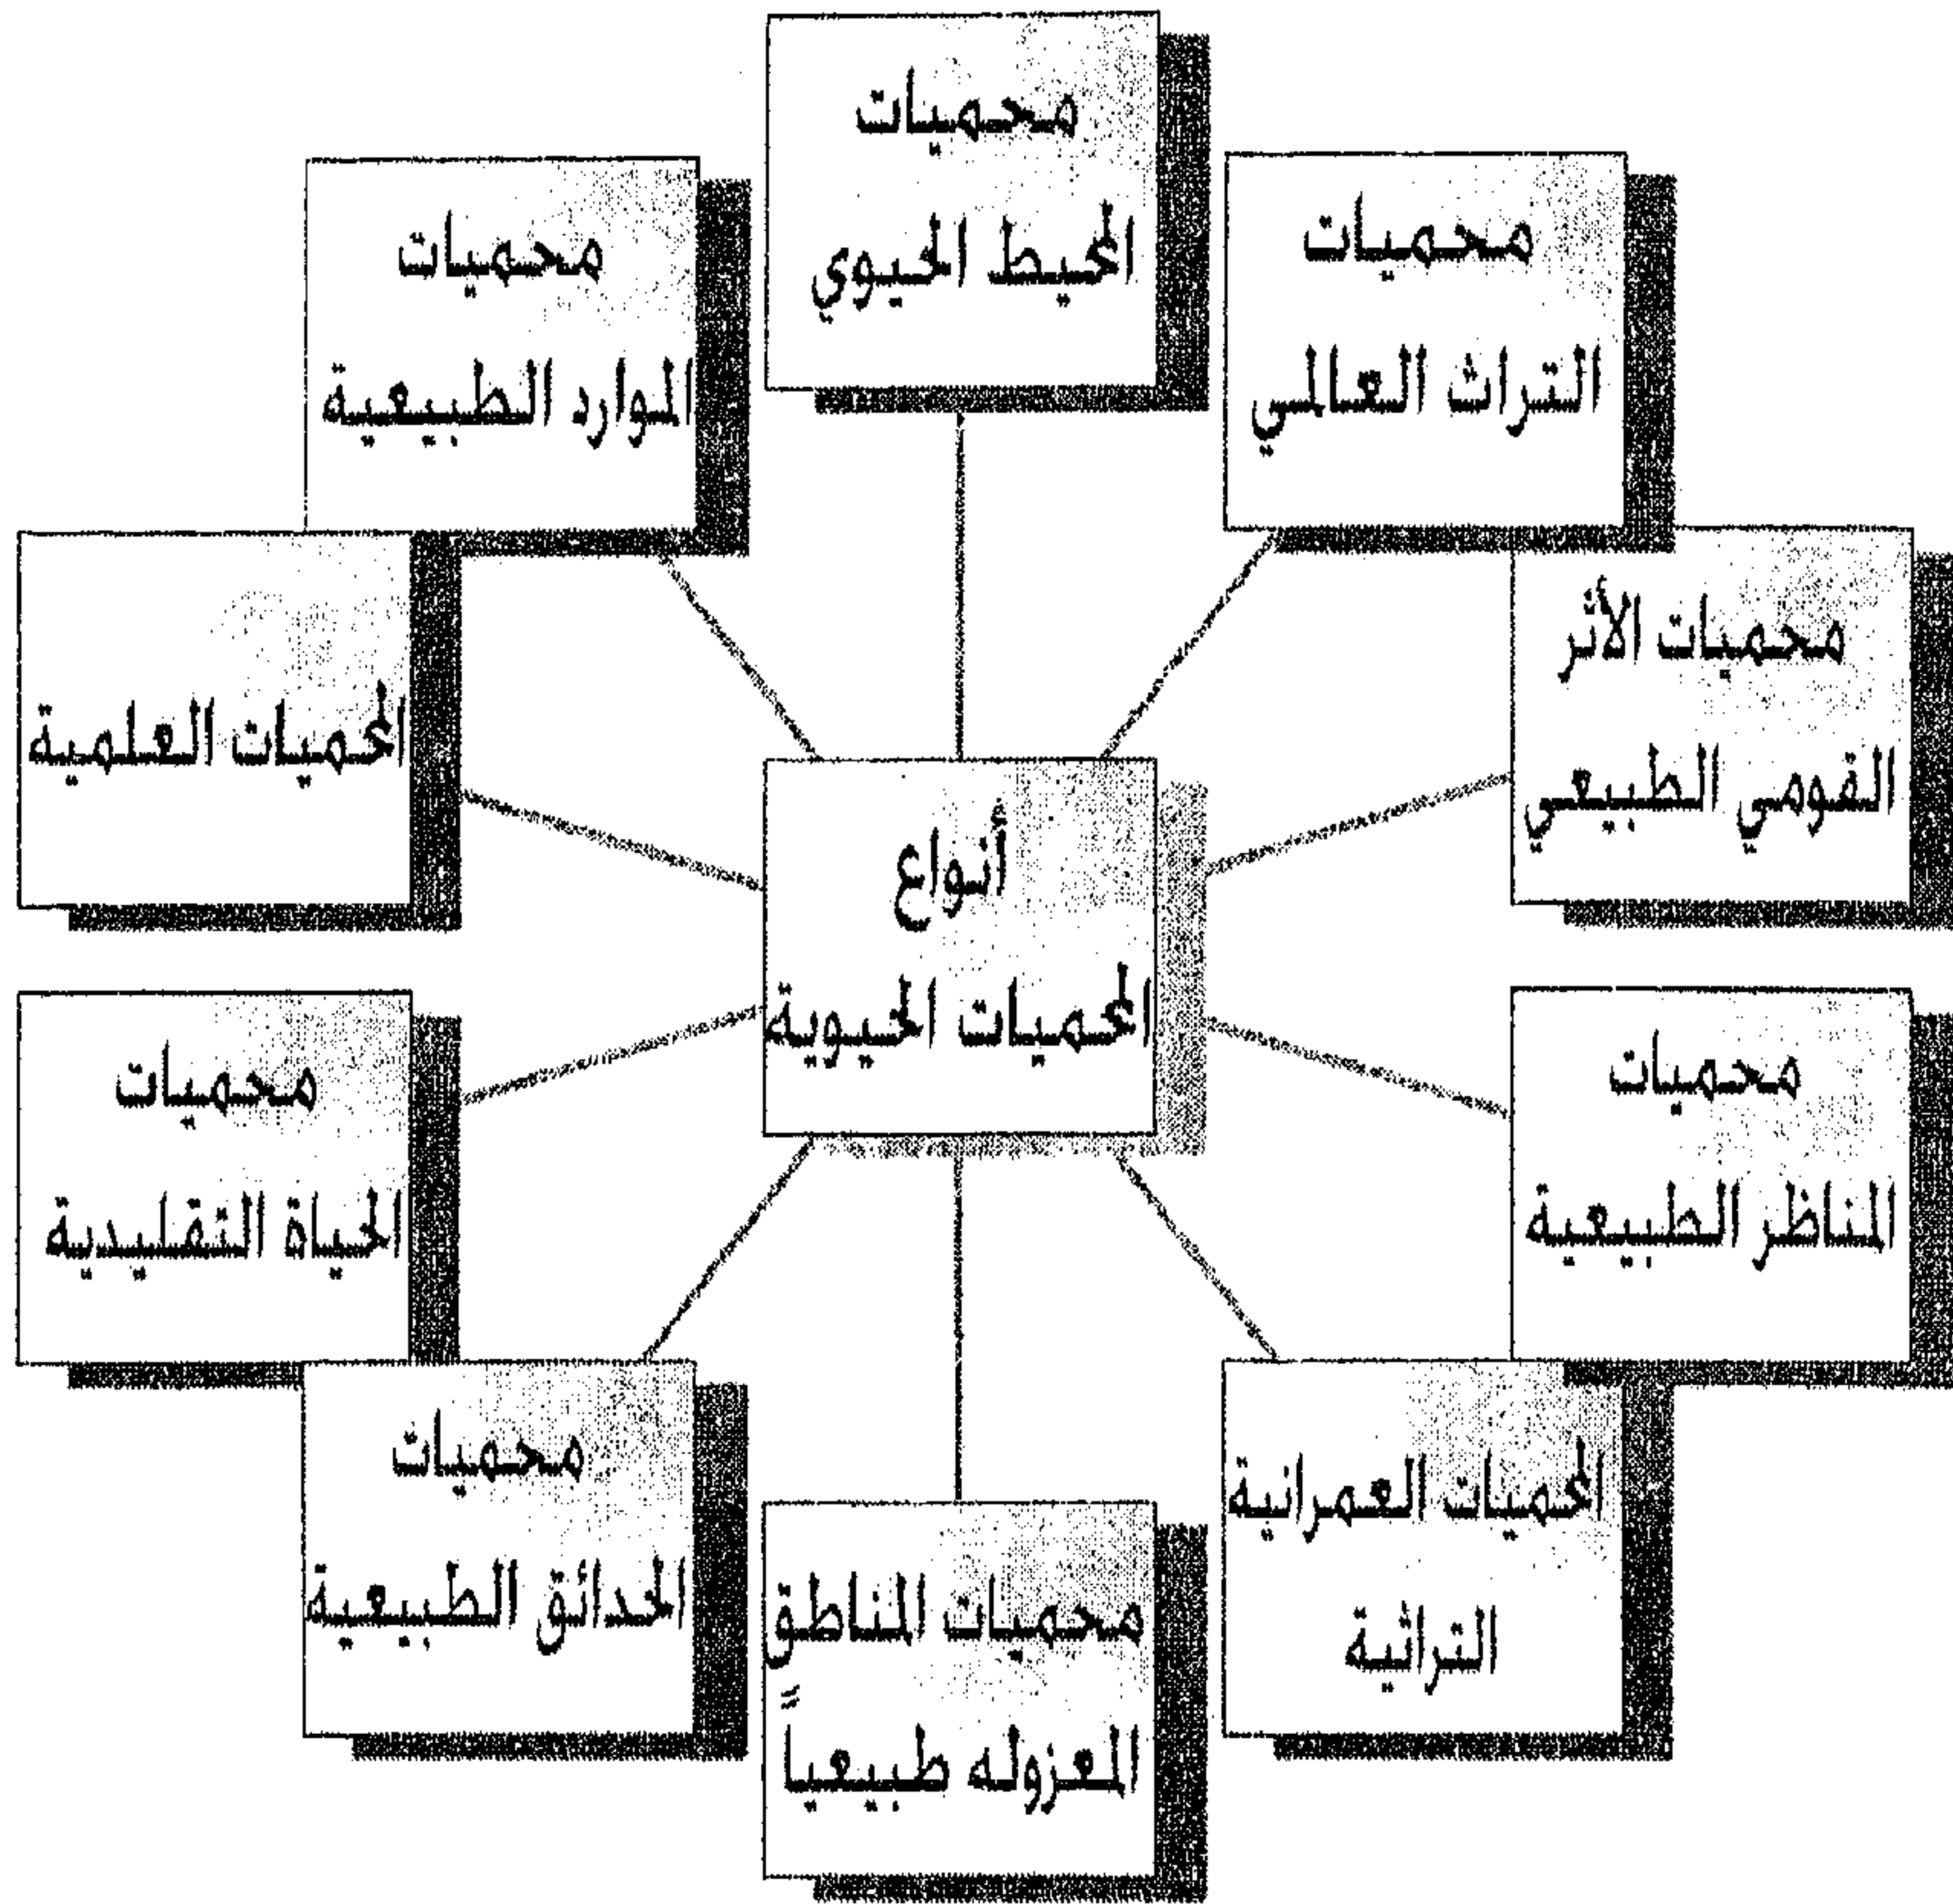 محميات
المحيط الحيوي
محميات
التراث العالمي
محميات
الموارد الطبيعية
محميات الأثر
القومي الطبيعي
المحميات العلمية
أنواع
المحميات الحيوية
محميات
المناظر الطبيعية
محميات
الحياة التقليدية
المحميات العمرانية
التراثية
محميات
الحدائق الطبيعية
محميات المناطق
المعزوله طبيعياً